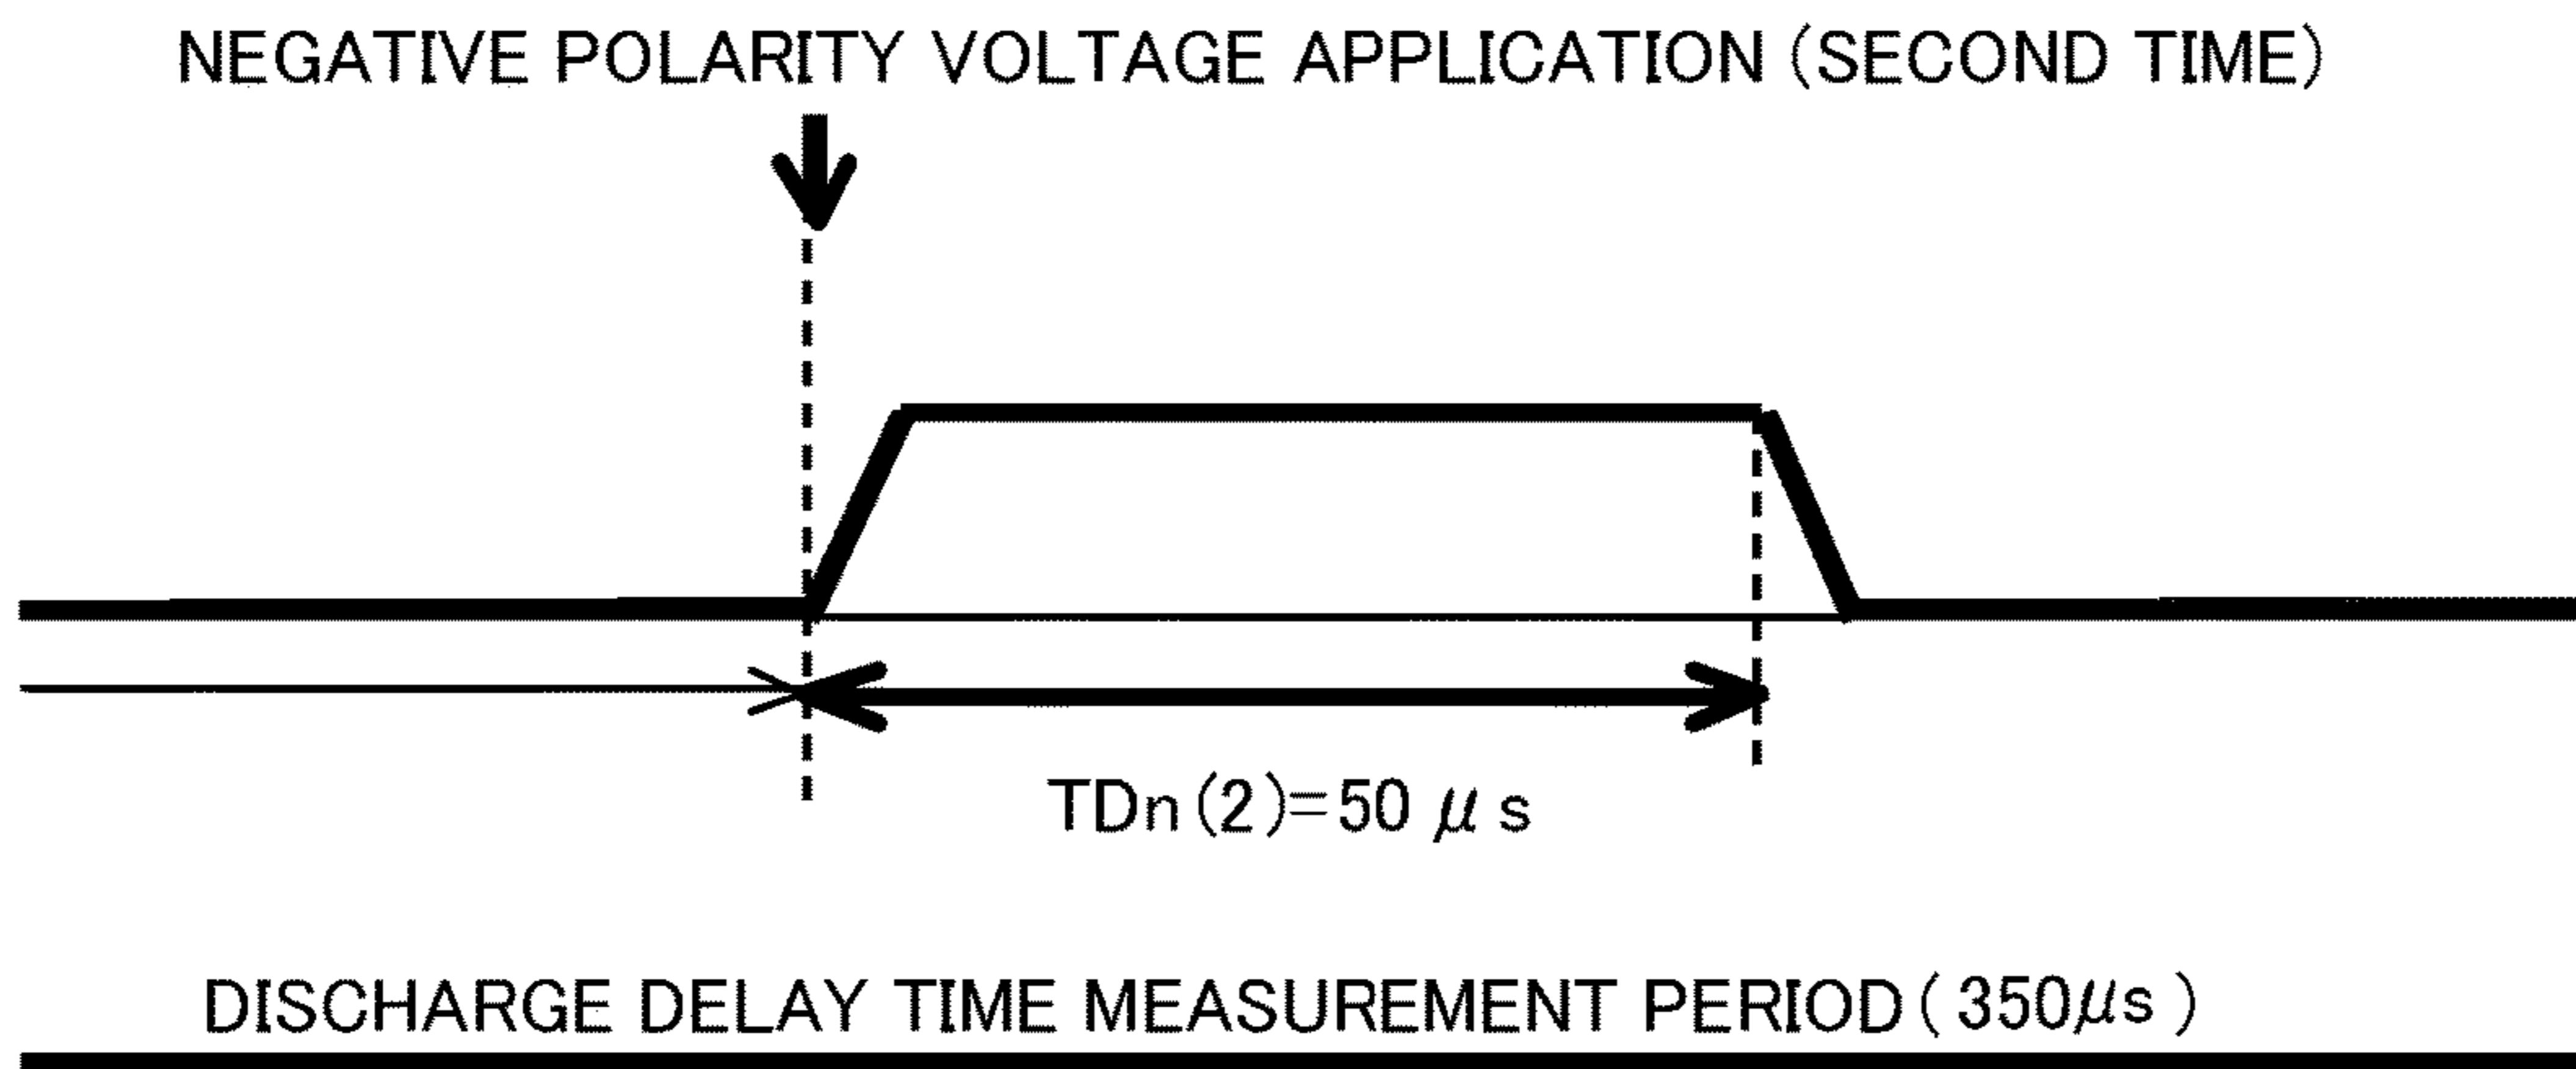 NEGATIVE POLARITY VOLTAGE APPLICATION (SECOND TIME)
TDn (2)=50 μs
DISCHARGE DELAY TIME MEASUREMENT PERIOD ( 350μs )